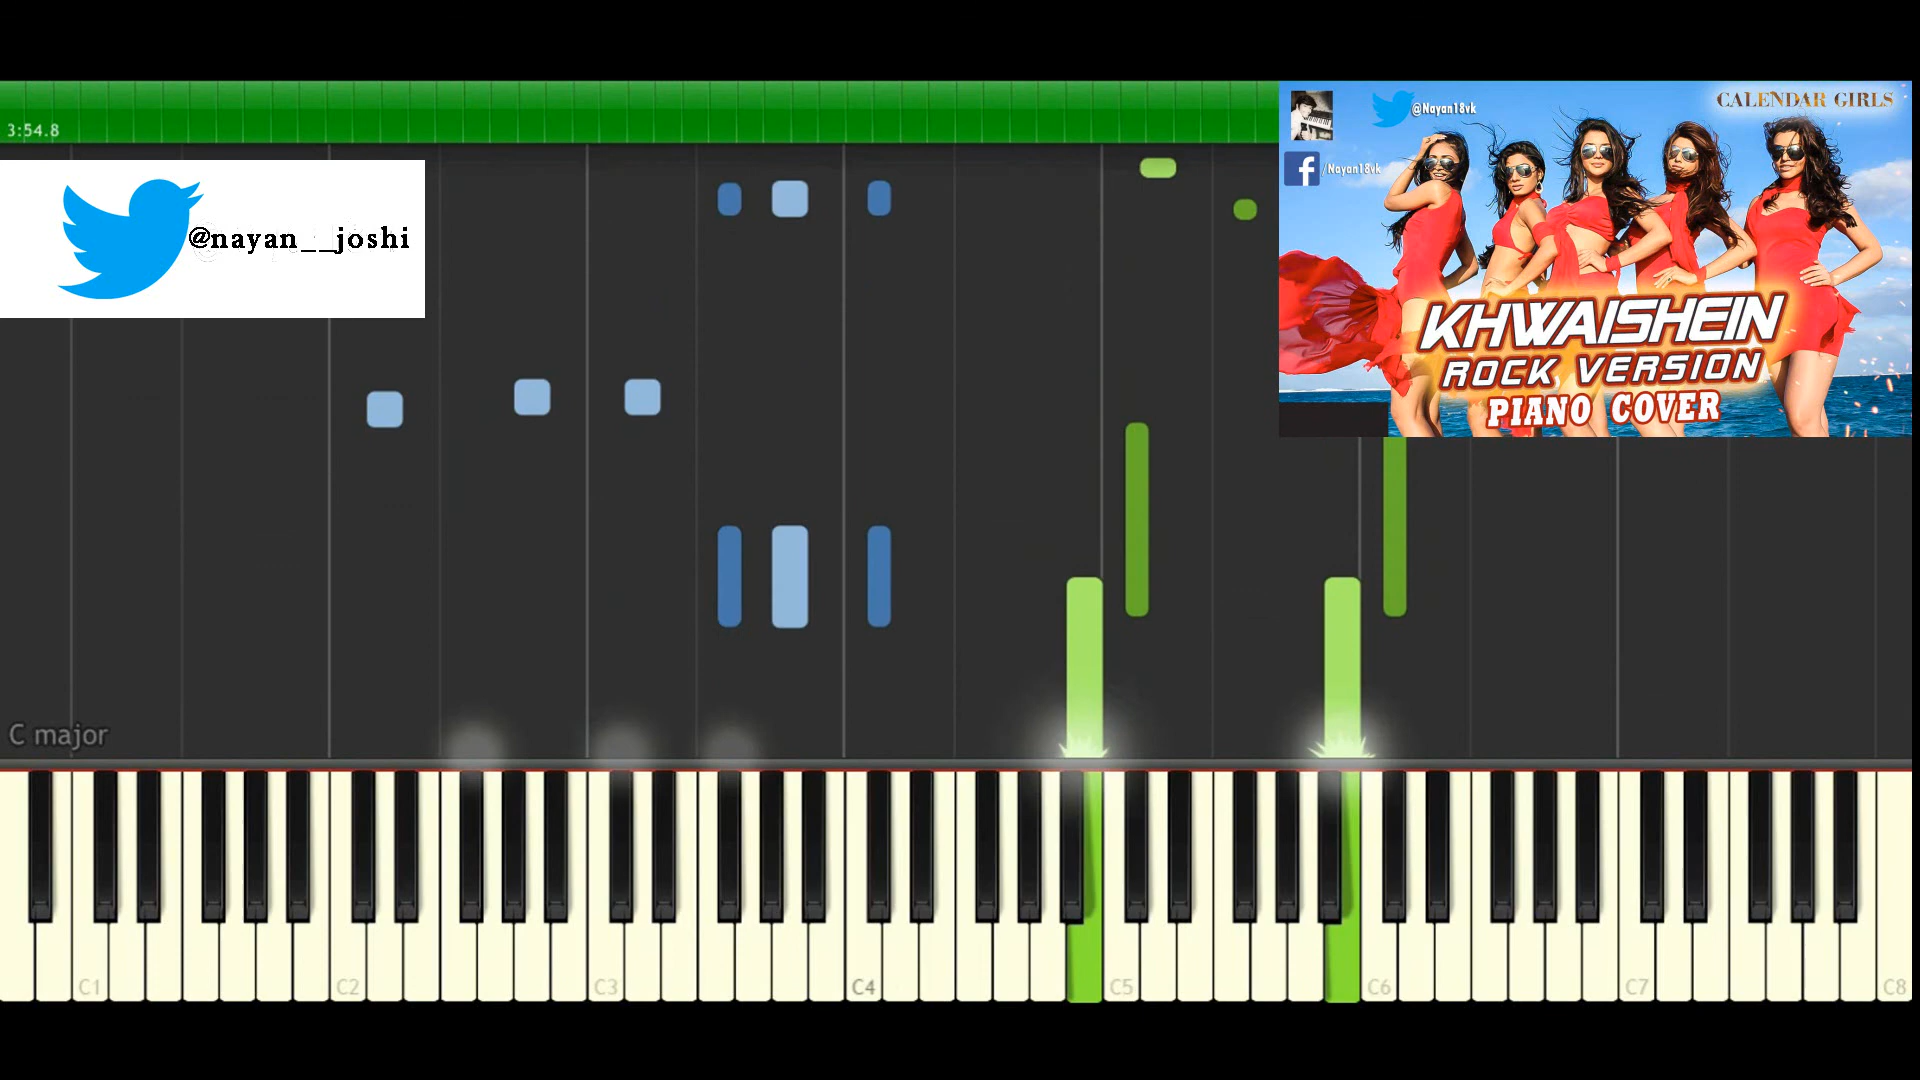 3:54.8
@nayan__joshi
@Nayan18vk
/Nayan18vk
CALENDAR GIRLS
KHWAISHEIN
ROCK VERSION
PIANO COVER
C major
C1 C2 C3 C4 C5 C6 C7 C8